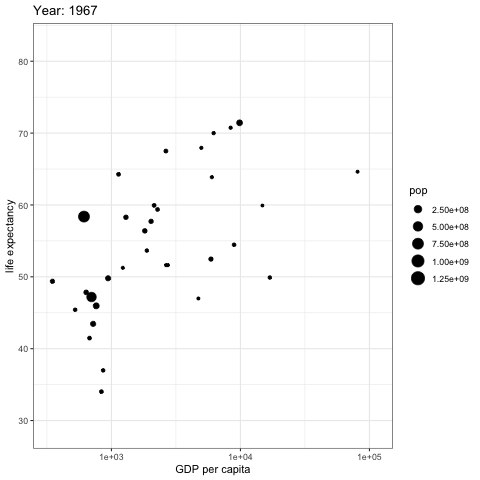 Year: 1967
80
70
60
50
40
30
life expectancy
1e+03
1e+04
1e+05
GDP per capita
pop
2.50e+08
5.00e+08
7.50e+08
1.00e+09
1.25e+09